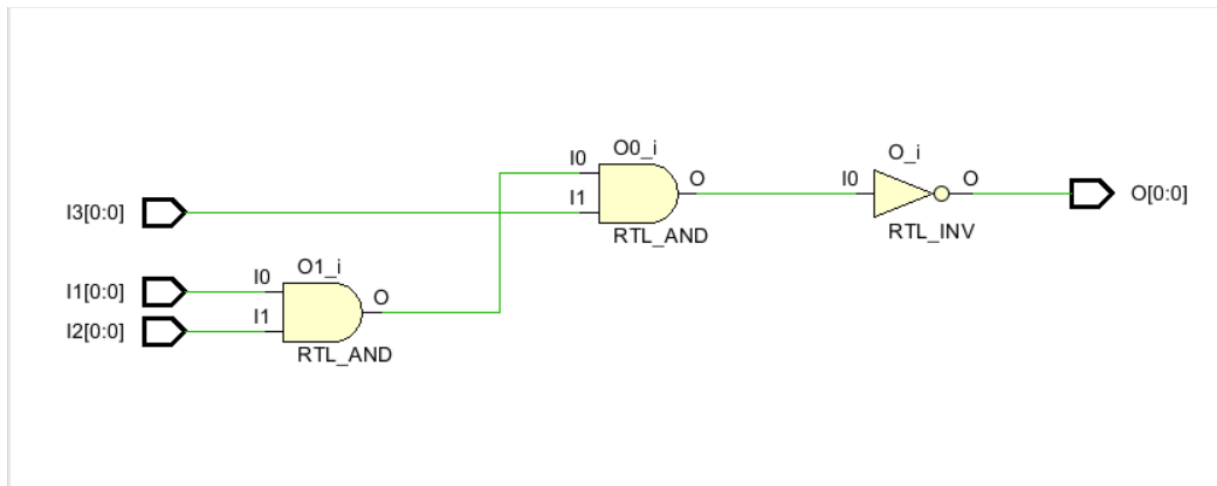 O0_i
O_i
I0
O
I0
O
O[0:0]
I3[0:0]
I1
RTL_AND
RTL_INV
O1_i
I1[0:0]
I0
O
I2[0:0]
I1
RTL_AND